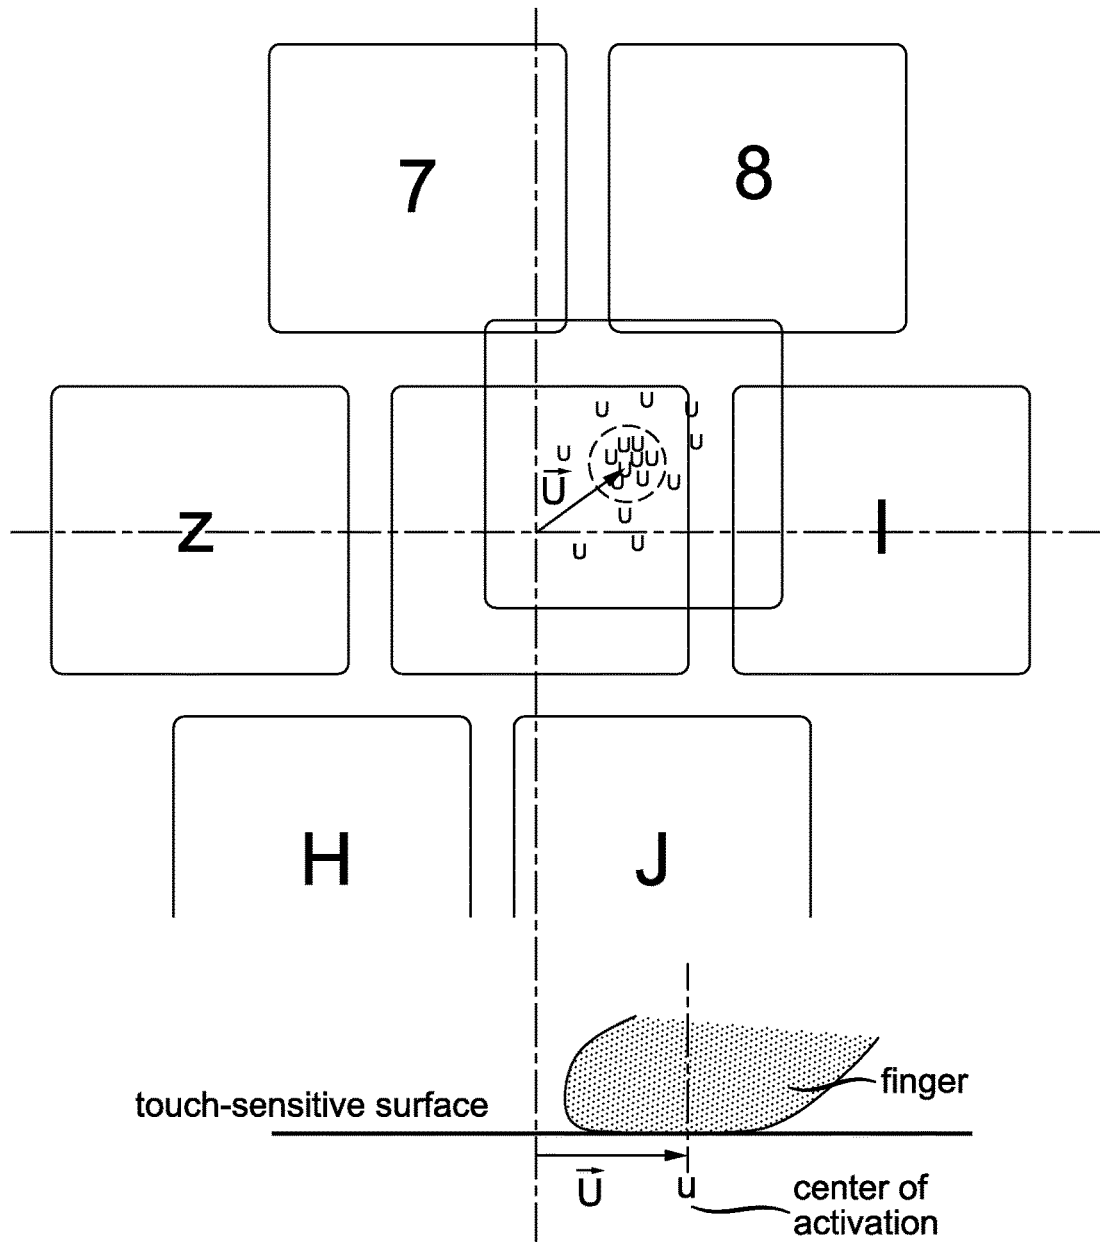 7 8
U U U
U U U
U U U U
U
U U U
U⃗
U
z I
U U
H J
finger
touch-sensitive surface
U⃗ u
center of
activation